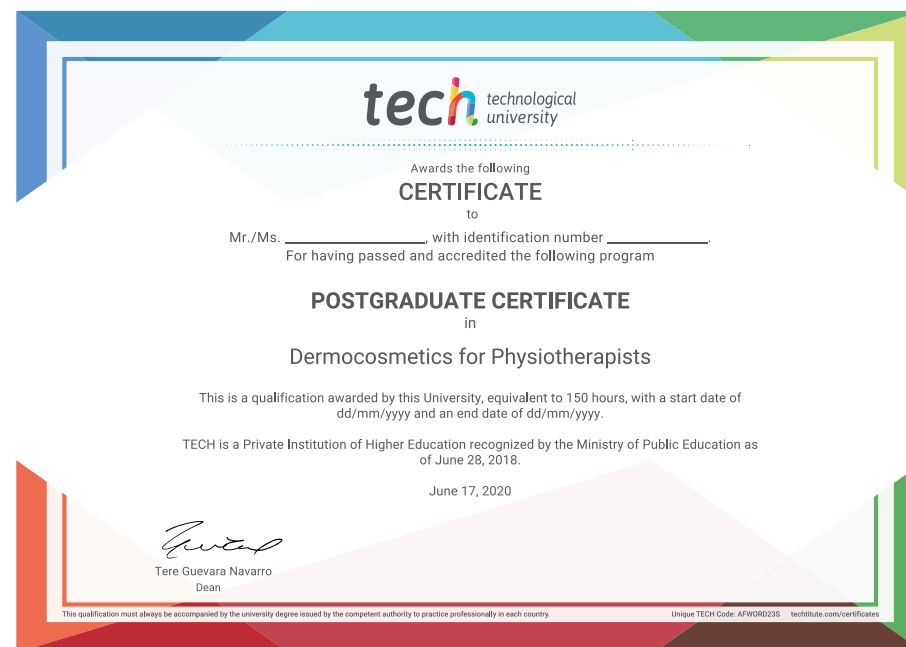 tech technological
university
Awards the following
CERTIFICATE
to
Mr./Ms. ____________________, with identification number ______________.
For having passed and accredited the following program
POSTGRADUATE CERTIFICATE
in
Dermocosmetics for Physiotherapists
This is a qualification awarded by this University, equivalent to 150 hours, with a start date of
dd/mm/yyyy and an end date of dd/mm/yyyy.
TECH is a Private Institution of Higher Education recognized by the Ministry of Public Education as
of June 28, 2018.
June 17, 2020
Tere Guevara Navarro
Dean
This qualification must always be accompanied by the university degree issued by the competent authority to practice professionally in each country.
Unique TECH Code: AFWORD23S techtitute.com/certificates